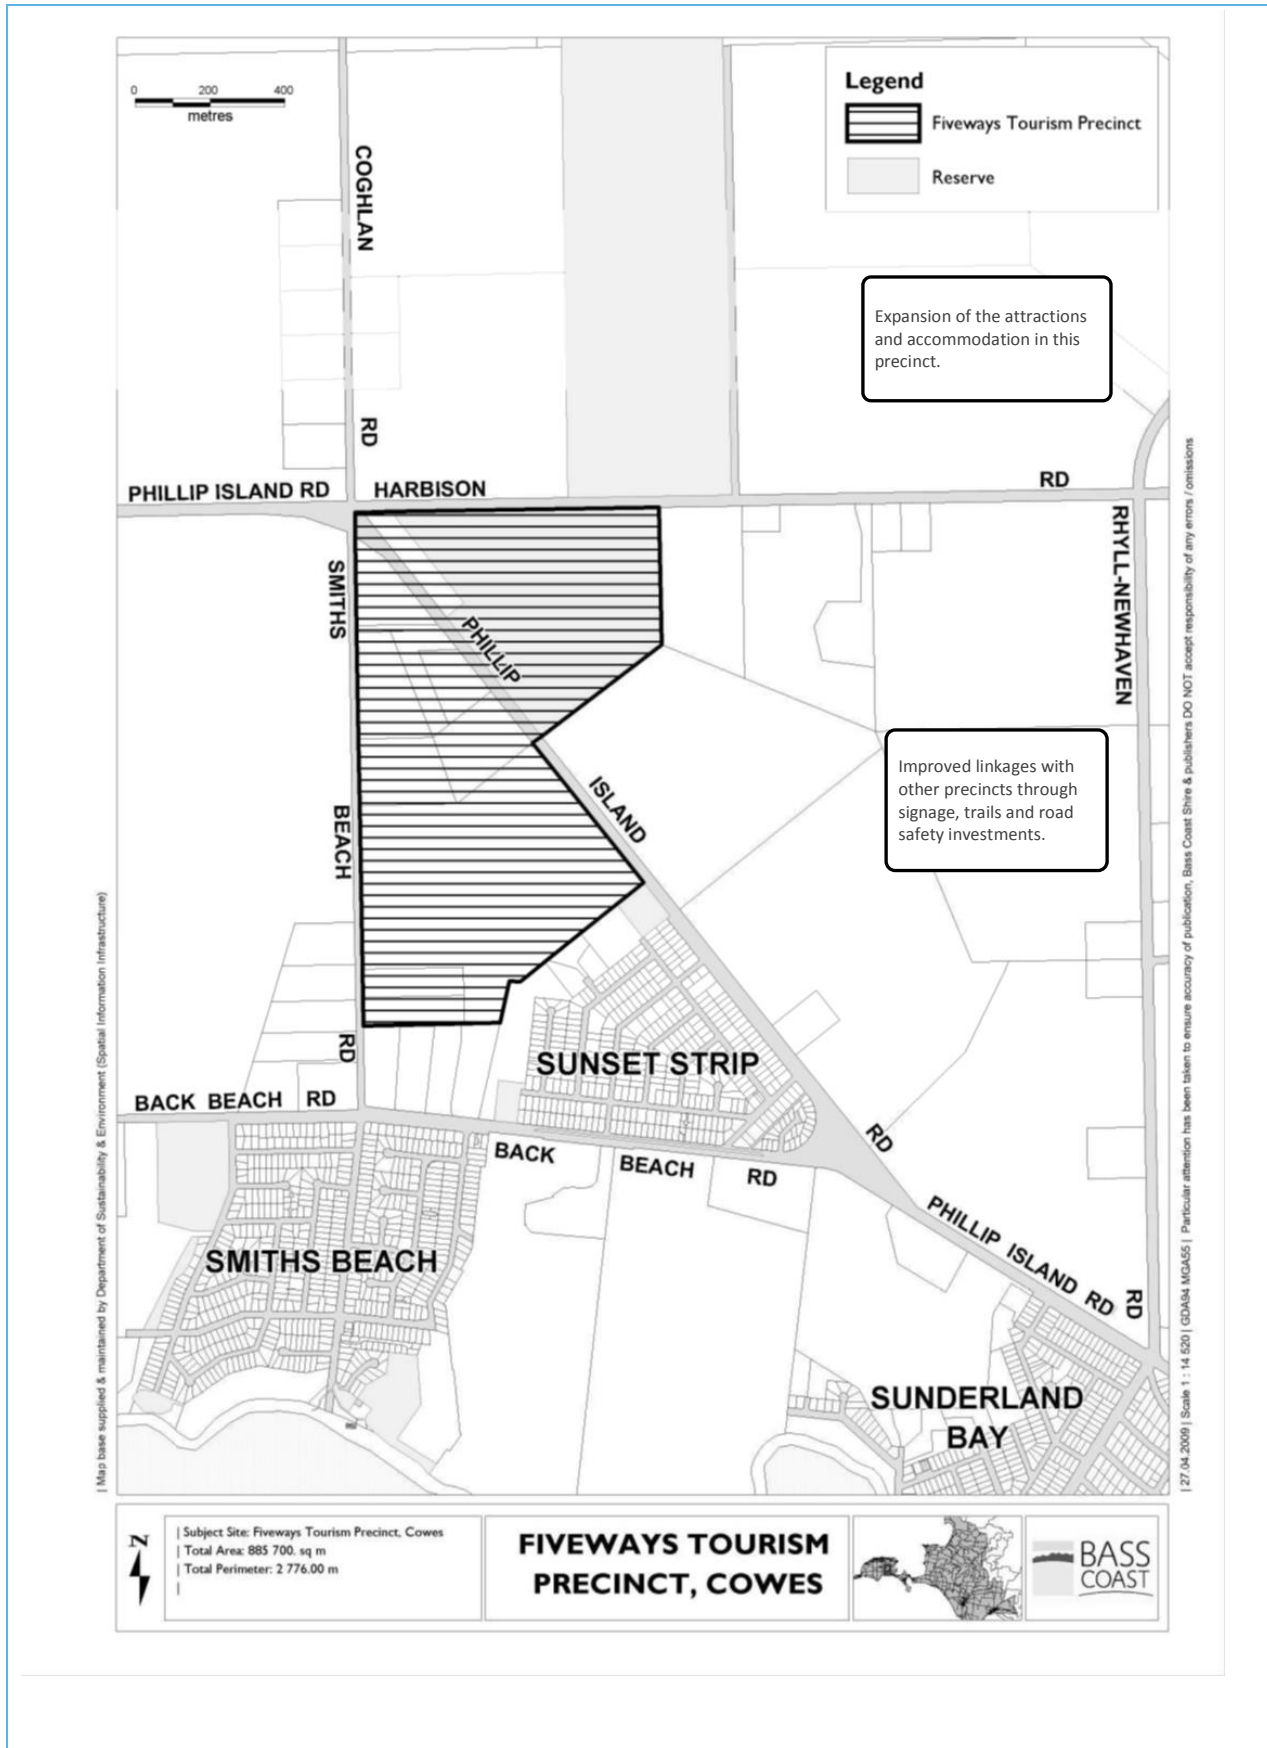 0 200 400
metres
Legend
Fiveways Tourism Precinct
Reserve
COGHLAN
RD
Expansion of the attractions
and accommodation in this
precinct.
PHILLIP ISLAND RD
HARBISON
RD
SMITHS
BEACH
RD
PHILLIP
ISLAND
RD
RHYLL-NEWHAVEN
RD
Improved linkages with
other precincts through
signage, trails and road
safety investments.
SUNSET STRIP
BACK BEACH RD
BACK BEACH RD
SMITHS BEACH
PHILLIP ISLAND RD
SUNDERLAND
BAY
| Map base supplied & maintained by Department of Sustainability & Environment (Spatial Information Infrastructure)
| 27.04.2009 | Scale 1 : 14 520 | GDA94 MGA55 | Particular attention has been taken to ensure accuracy of publication, Bass Coast Shire & publishers DO NOT accept responsibility of any errors / omissions
N
| Subject Site: Fiveways Tourism Precinct, Cowes
| Total Area: 885 700. sq m
| Total Perimeter: 2 776.00 m
|
FIVEWAYS TOURISM
PRECINCT, COWES
BASS
COAST